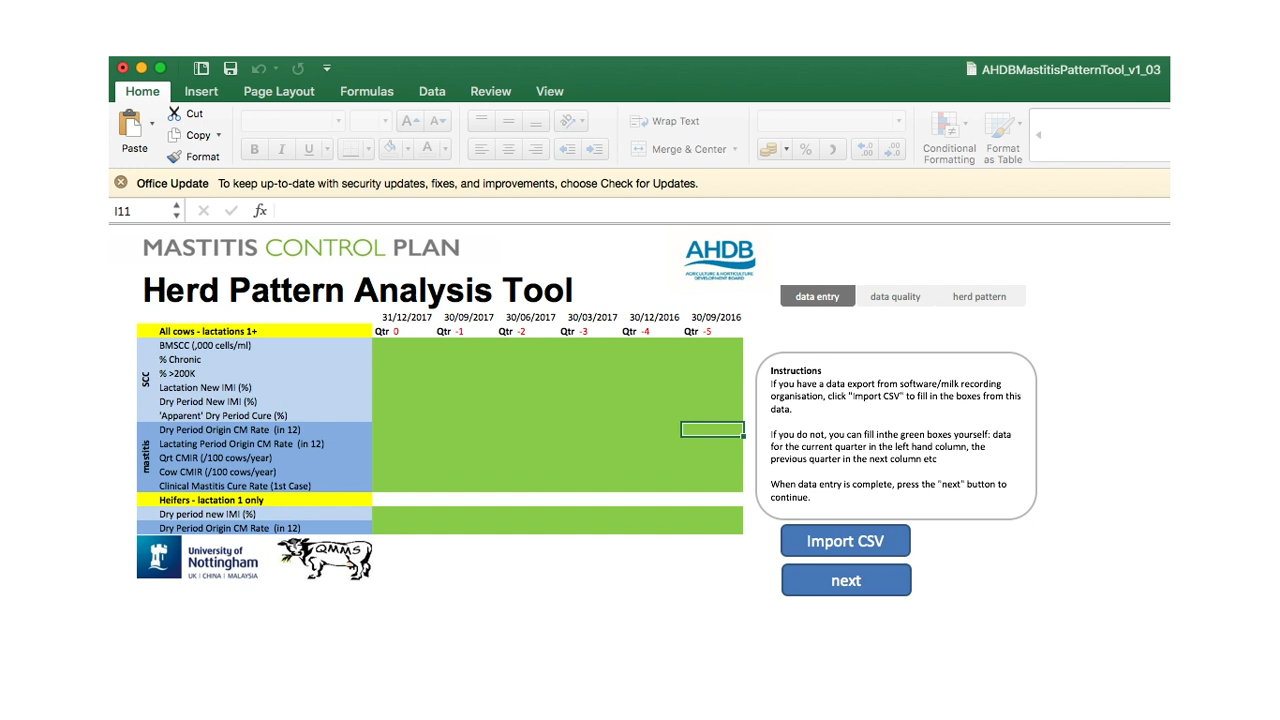 AHDBMastitisPatternTool_v1_03
Home Insert Page Layout Formulas Data Review View
Paste
Cut
Copy
Format
A A
B I U A
Wrap Text
Merge & Center
%
Conditional Formatting
Format as Table
Office Update To keep up-to-date with security updates, fixes, and improvements, choose Check for Updates.
I11 fx
MASTITIS CONTROL PLAN
AHDB
AGRICULTURE & HORTICULTURE
DEVELOPMENT BOARD
Herd Pattern Analysis Tool
data entry data quality herd pattern
31/12/2017 30/09/2017 30/06/2017 30/03/2017 30/12/2016 30/09/2016
All cows - lactations 1+ Qtr 0 Qtr -1 Qtr -2 Qtr -3 Qtr -4 Qtr -5
SCC
BMSCC (,000 cells/ml)
% Chronic
% >200K
Lactation New IMI (%)
Dry Period New IMI (%)
'Apparent' Dry Period Cure (%)
mastitis
Dry Period Origin CM Rate (in 12)
Lactating Period Origin CM Rate (in 12)
Qrt CMIR (/100 cows/year)
Cow CMIR (/100 cows/year)
Clinical Mastitis Cure Rate (1st Case)
Heifers - lactation 1 only
Dry period new IMI (%)
Dry Period Origin CM Rate (in 12)
Instructions
If you have a data export from software/milk recording
organisation, click "Import CSV" to fill in the boxes from this
data.
If you do not, you can fill inthe green boxes yourself: data
for the current quarter in the left hand column, the
previous quarter in the next column etc
When data entry is complete, press the "next" button to
continue.
Import CSV
next
University of
Nottingham
UK | CHINA | MALAYSIA
QMMS